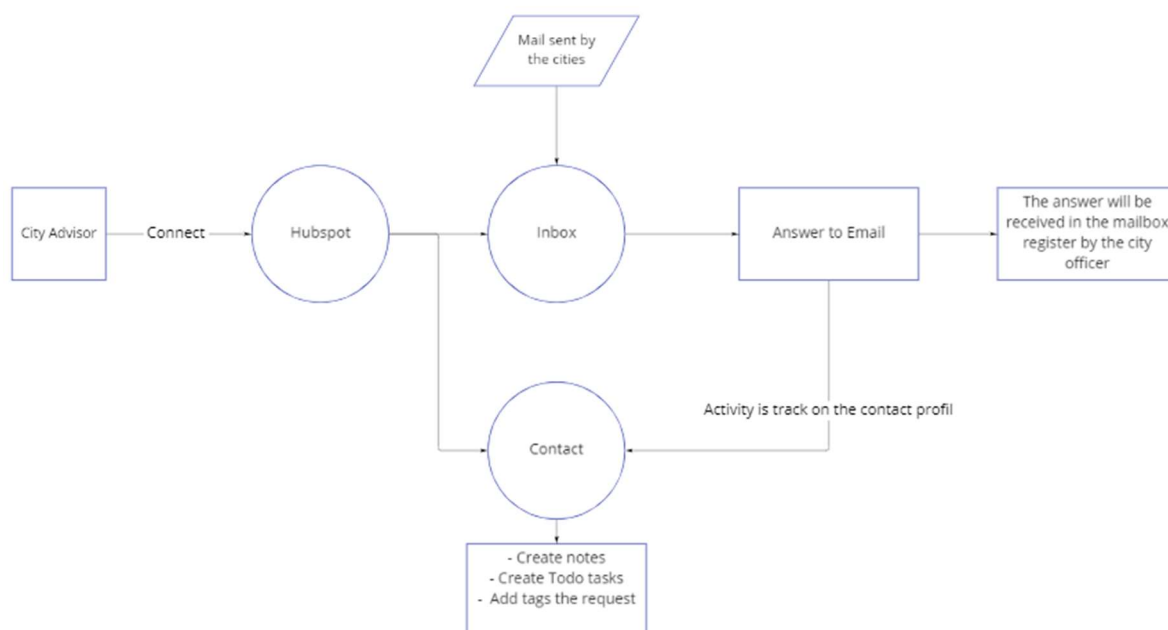 Mail sent by
the cities
City Advisor
Connect
Hubspot
Inbox
Answer to Email
The answer will be
received in the mailbox
register by the city
officer
Activity is track on the contact profil
Contact
- Create notes
- Create Todo tasks
- Add tags the request